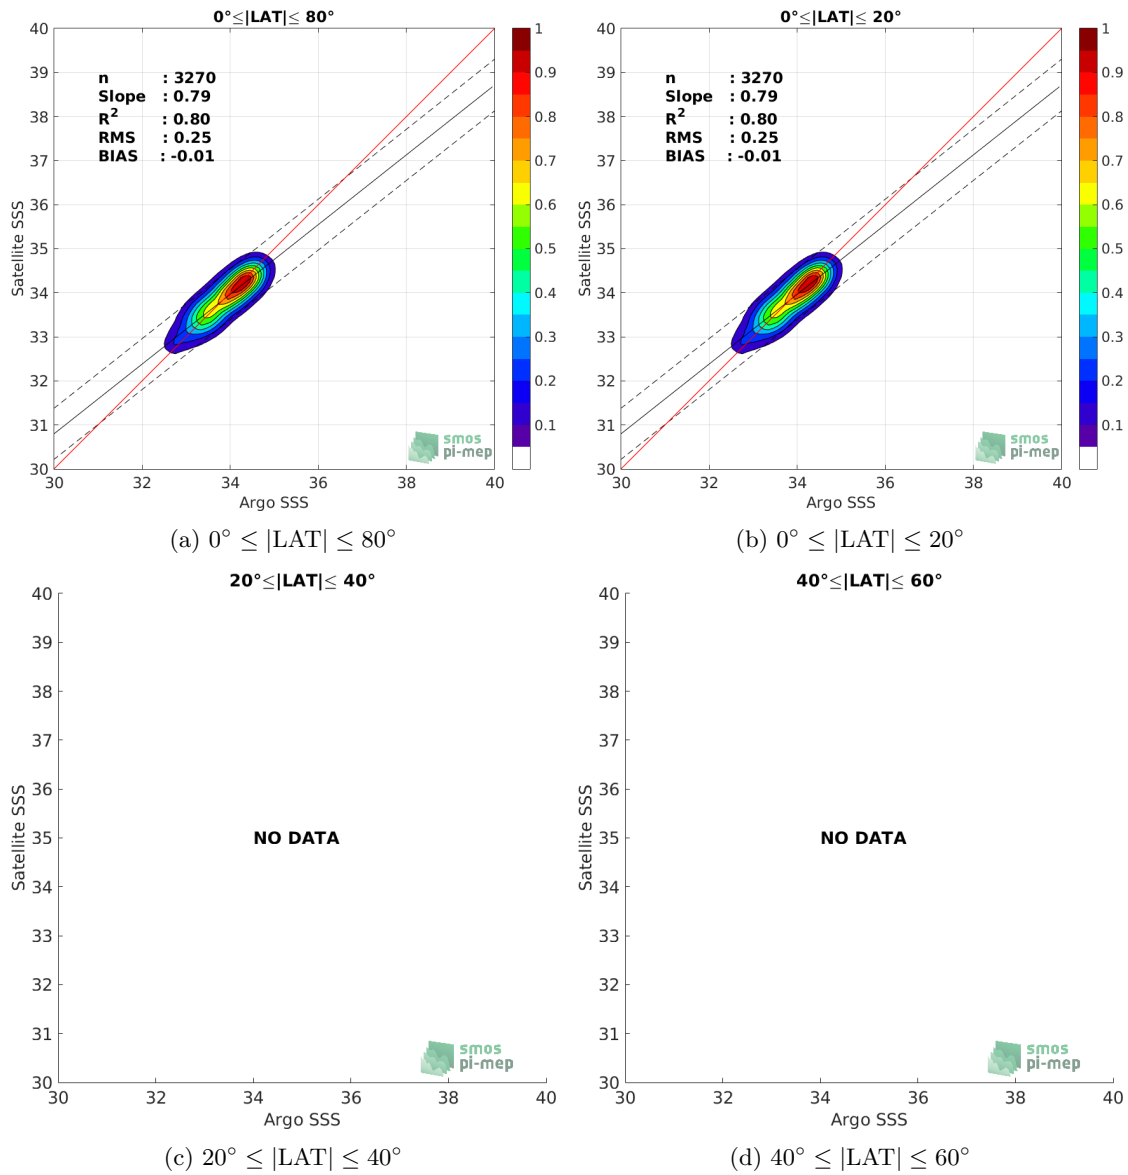 0°≤|LAT|≤ 80°
40
39
38
37
36
35
34
33
32
31
30
Satellite SSS
n : 3270
Slope : 0.79
R² : 0.80
RMS : 0.25
BIAS : -0.01
smos
pi-mep
30 32 34 36 38 40
Argo SSS
1
0.9
0.8
0.7
0.6
0.5
0.4
0.3
0.2
0.1
(a) 0° ≤ |LAT| ≤ 80°
0°≤|LAT|≤ 20°
40
39
38
37
36
35
34
33
32
31
30
Satellite SSS
n : 3270
Slope : 0.79
R² : 0.80
RMS : 0.25
BIAS : -0.01
smos
pi-mep
30 32 34 36 38 40
Argo SSS
1
0.9
0.8
0.7
0.6
0.5
0.4
0.3
0.2
0.1
(b) 0° ≤ |LAT| ≤ 20°
20°≤|LAT|≤ 40°
40
39
38
37
36
35
34
33
32
31
30
Satellite SSS
NO DATA
smos
pi-mep
30 32 34 36 38 40
Argo SSS
(c) 20° ≤ |LAT| ≤ 40°
40°≤|LAT|≤ 60°
40
39
38
37
36
35
34
33
32
31
30
Satellite SSS
NO DATA
smos
pi-mep
30 32 34 36 38 40
Argo SSS
(d) 40° ≤ |LAT| ≤ 60°